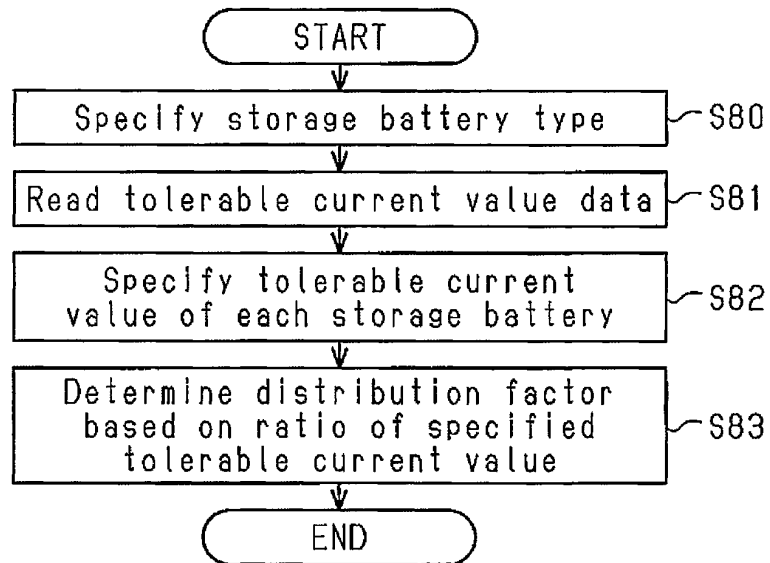 START
Specify storage battery type
S80
Read tolerable current value data
S81
Specify tolerable current
value of each storage battery
S82
Determine distribution factor
based on ratio of specified
tolerable current value
S83
END